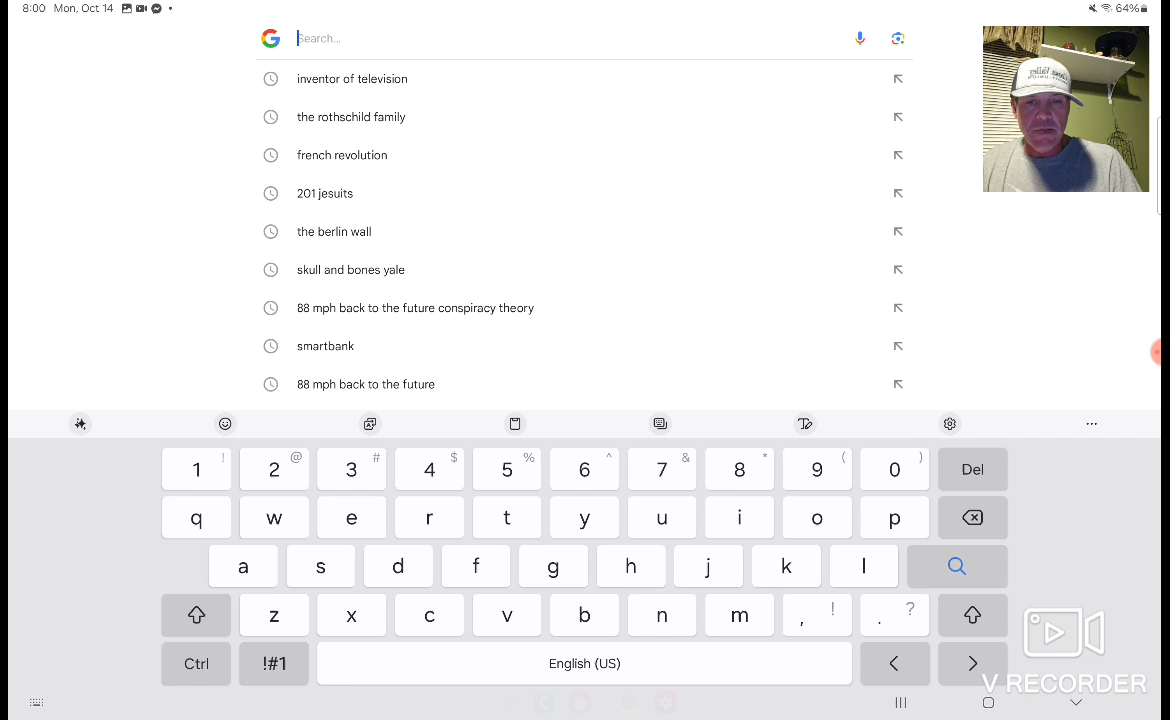 8:00 Mon, Oct 14
64%
Search...
inventor of television
the rothschild family
french revolution
201 jesuits
the berlin wall
skull and bones yale
88 mph back to the future conspiracy theory
smartbank
88 mph back to the future
1 ! 2 @ 3 # 4 $ 5 % 6 ^ 7 & 8 * 9 ( 0 ) Del
q w e r t y u i o p
a s d f g h j k l
z x c v b n m , ! . ?
Ctrl !#1 English (US) < >
V RECORDER